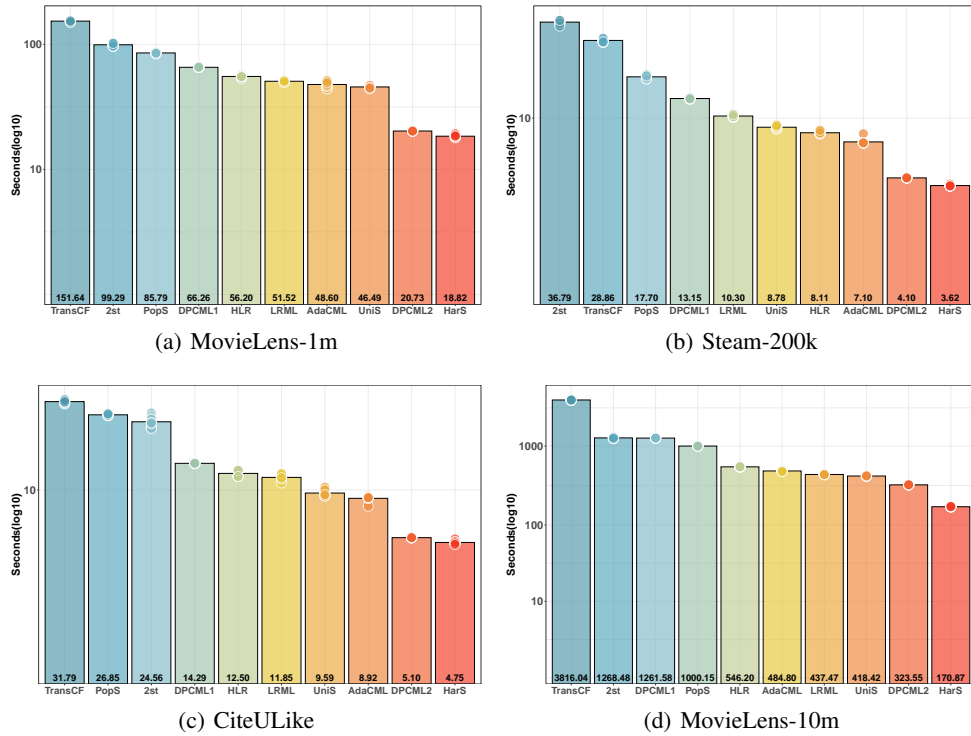 Seconds(log10)
100
10
151.64 99.29 85.79 66.26 56.20 51.52 48.60 46.49 20.73 18.82
TransCF 2st PopS DPCML1 HLR LRML AdaCML UniS DPCML2 HarS
(a) MovieLens-1m
Seconds(log10)
10
36.79 28.86 17.70 13.15 10.30 8.78 8.11 7.10 4.10 3.62
2st TransCF PopS DPCML1 LRML UniS HLR AdaCML DPCML2 HarS
(b) Steam-200k
Seconds(log10)
10
31.79 26.85 24.56 14.29 12.50 11.85 9.59 8.92 5.10 4.75
TransCF PopS 2st DPCML1 HLR LRML UniS AdaCML DPCML2 HarS
(c) CiteULike
Seconds(log10)
1000
100
10
3816.04 1268.48 1261.58 1000.15 546.20 484.80 437.47 418.42 323.55 170.87
TransCF 2st DPCML1 PopS HLR AdaCML LRML UniS DPCML2 HarS
(d) MovieLens-10m